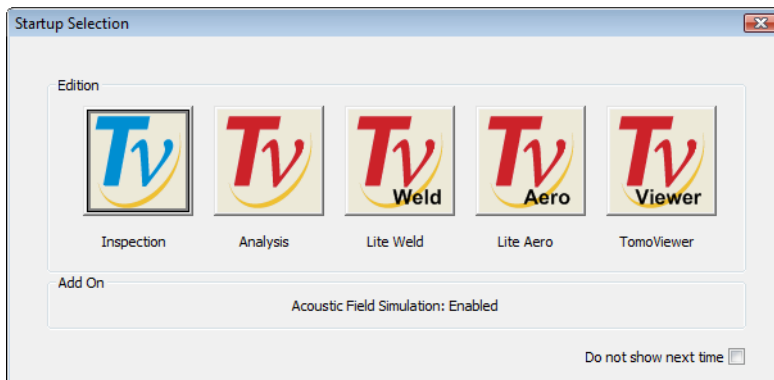 Startup Selection
Edition
Tv
Tv
Tv Weld
Tv Aero
Tv Viewer
Inspection Analysis Lite Weld Lite Aero TomoViewer
Add On
Acoustic Field Simulation: Enabled
Do not show next time